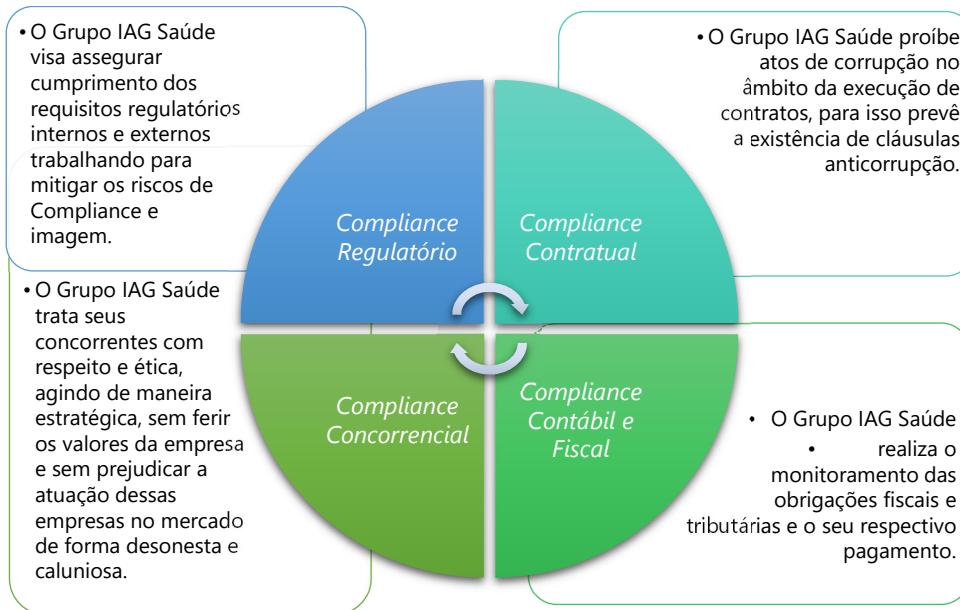 • O Grupo IAG Saúde
visa assegurar
cumprimento dos
requisitos regulatórios
internos e externos
trabalhando para
mitigar os riscos de
Compliance e
imagem.
• O Grupo IAG Saúde proíbe
atos de corrupção no
âmbito da execução de
contratos, para isso prevê
a existência de cláusulas
anticorrupção.
Compliance
Regulatório
Compliance
Contratual
• O Grupo IAG Saúde
trata seus
concorrentes com
respeito e ética,
agindo de maneira
estratégica, sem ferir
os valores da empresa
e sem prejudicar a
atuação dessas
empresas no mercado
de forma desonesta e
caluniosa.
Compliance
Concorrencial
Compliance
Contábil e
Fiscal
• O Grupo IAG Saúde
• realiza o
monitoramento das
obrigações fiscais e
tributárias e o seu respectivo
pagamento.